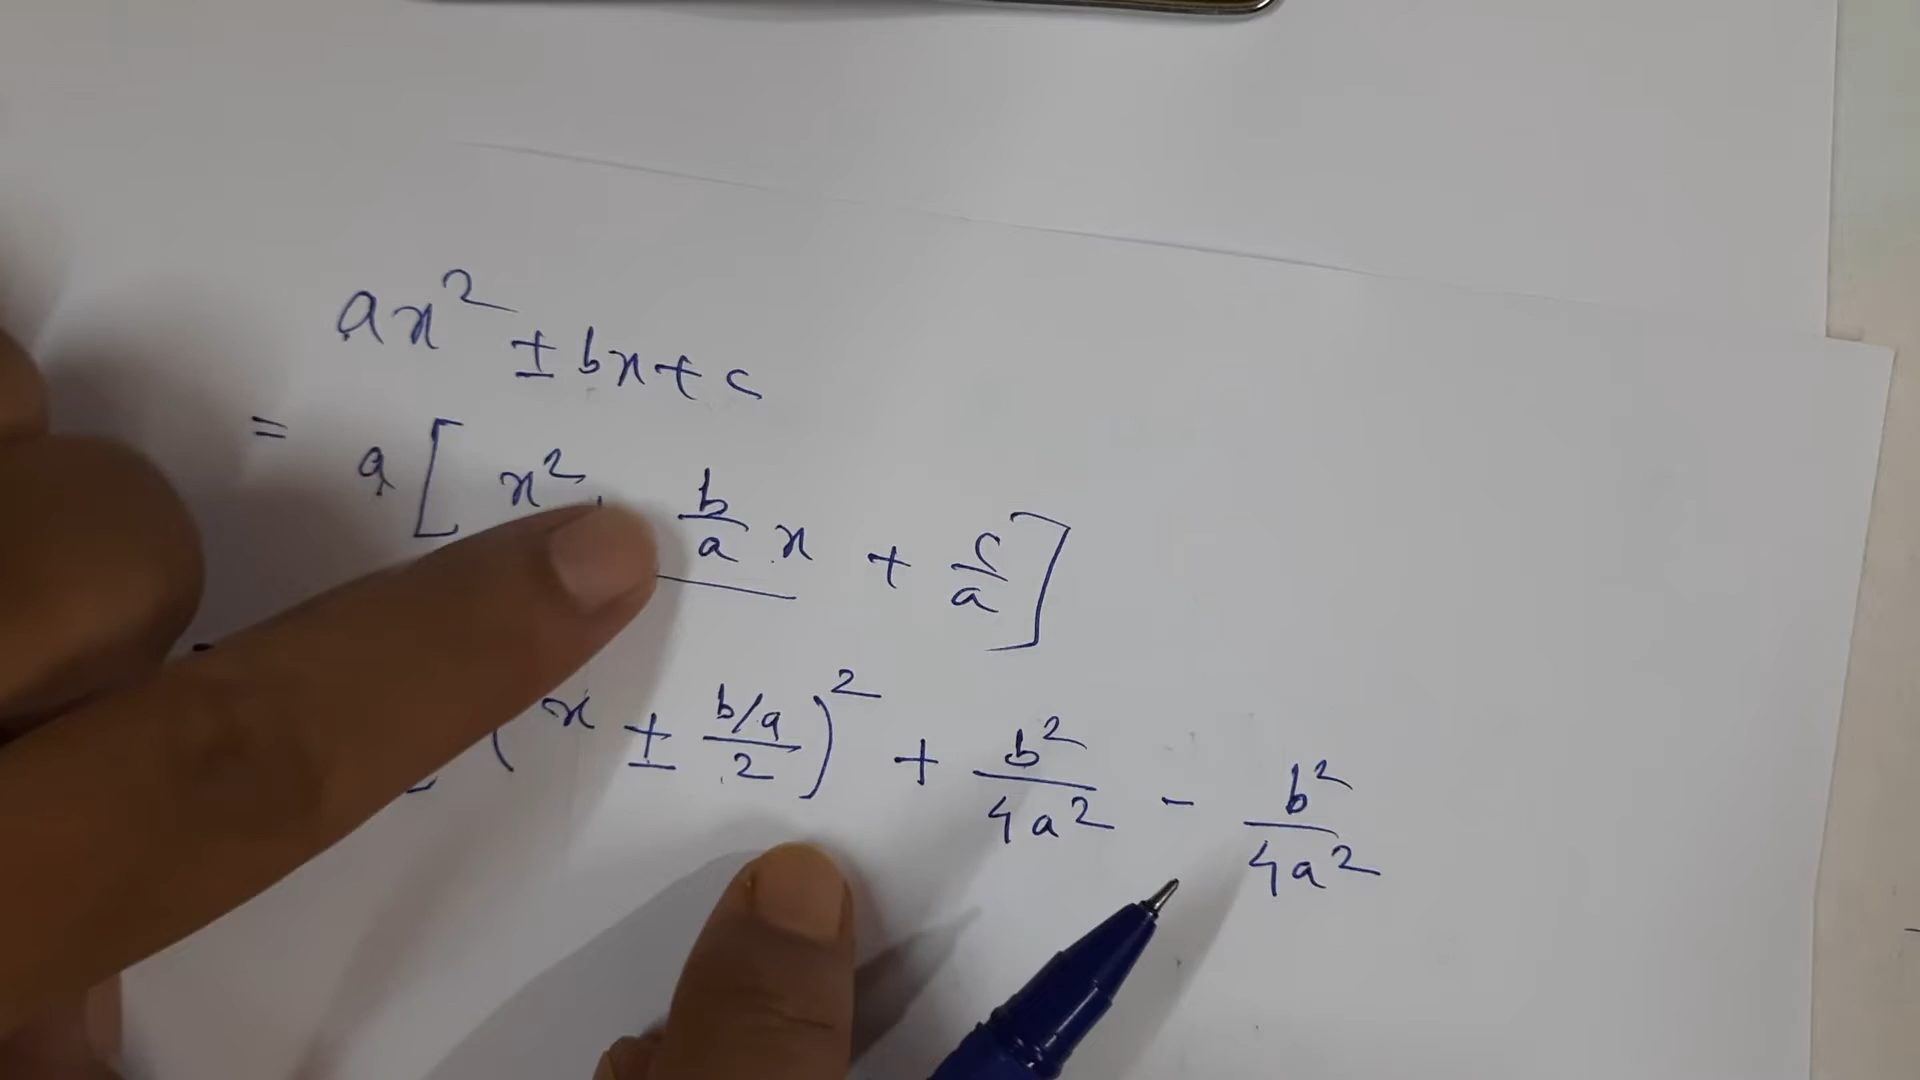 ax² ± bx + c
= a [ x² b/a x + c/a ]
( x ± (b/a)/2 )² + b²/4a² - b²/4a²